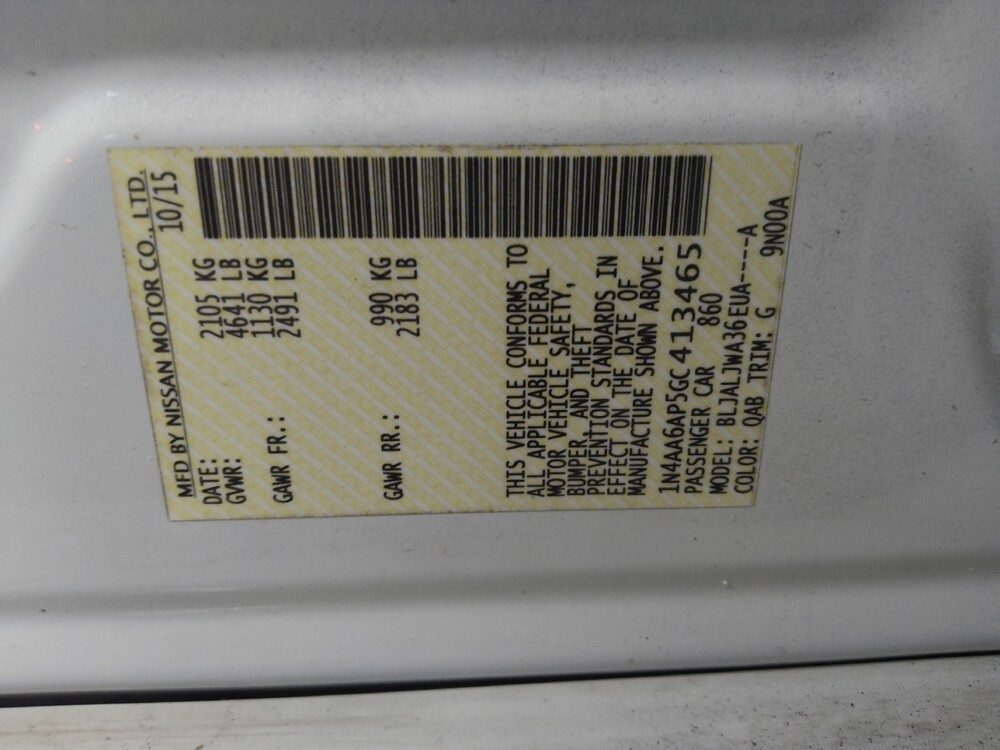 MFD BY NISSAN MOTOR CO., LTD.
DATE: 10/15
GVWR: 2105 KG
4641 LB
GAWR FR.: 1130 KG
2491 LB
GAWR RR.: 990 KG
2183 LB
THIS VEHICLE CONFORMS TO
ALL APPLICABLE FEDERAL
MOTOR VEHICLE SAFETY,
BUMPER, AND THEFT
PREVENTION STANDARDS IN
EFFECT ON THE DATE OF
MANUFACTURE SHOWN ABOVE.
1N4AA6AP5GC413465
PASSENGER CAR 860
MODEL: BLJALJWA36EUA----A
COLOR: QAB TRIM: G 9N00A